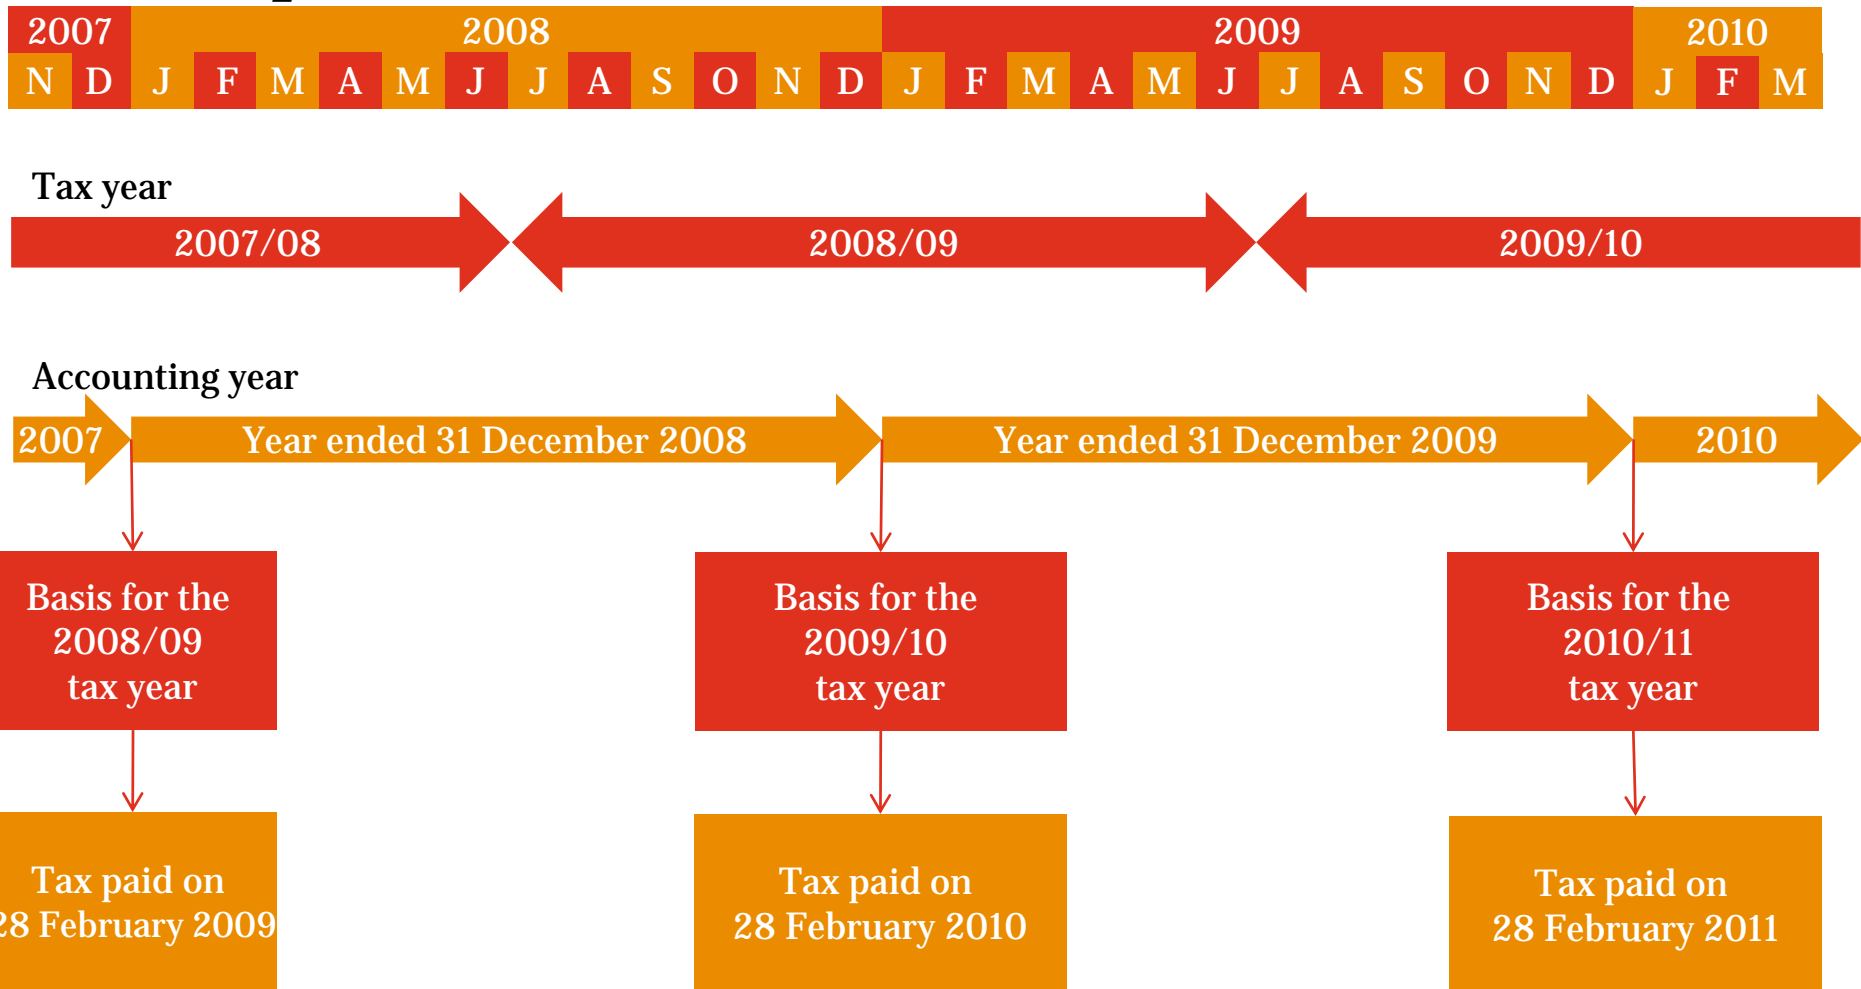 2007 2008 2009 2010
N D J F M A M J J A S O N D J F M A M J J A S O N D J F M
Tax year
2007/08 2008/09 2009/10
Accounting year
2007 Year ended 31 December 2008 Year ended 31 December 2009 2010
Basis for the
2008/09
tax year
Basis for the
2009/10
tax year
Basis for the
2010/11
tax year
Tax paid on
28 February 2009
Tax paid on
28 February 2010
Tax paid on
28 February 2011